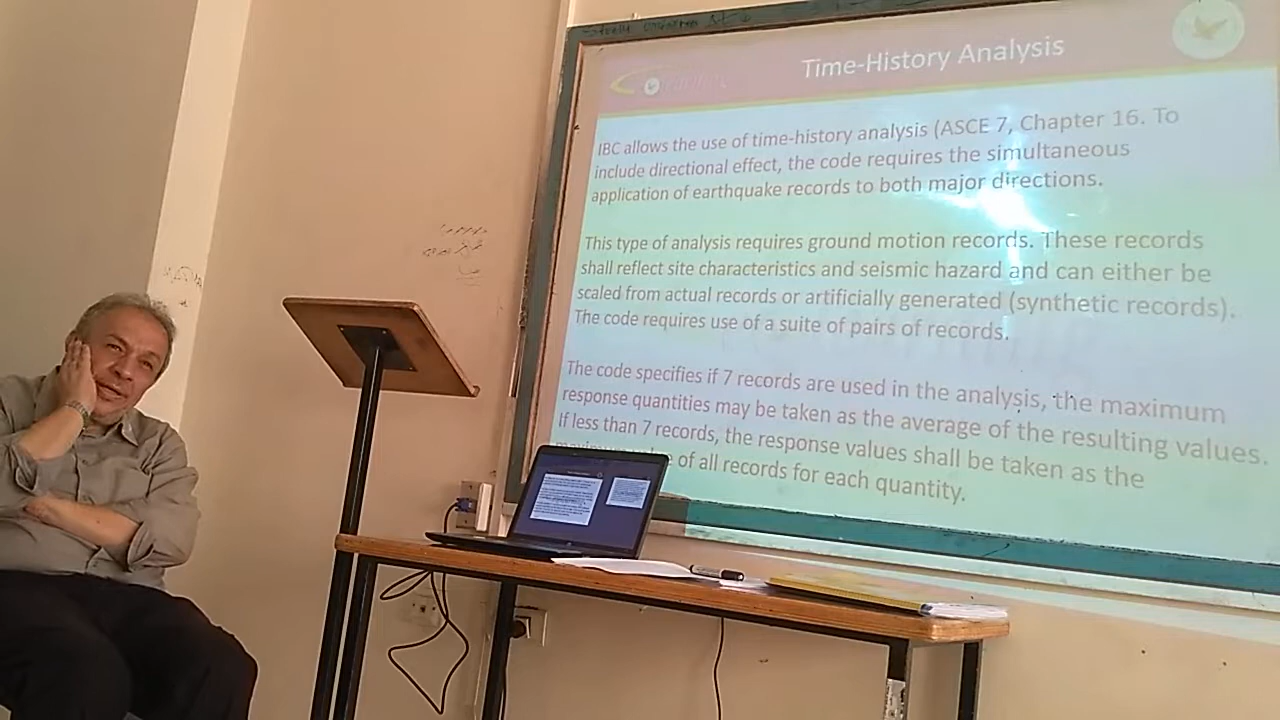 Time-History Analysis
IBC allows the use of time-history analysis (ASCE 7, Chapter 16. To
include directional effect, the code requires the simultaneous
application of earthquake records to both major directions.
This type of analysis requires ground motion records. These records
shall reflect site characteristics and seismic hazard and can either be
scaled from actual records or artificially generated (synthetic records).
The code requires use of a suite of pairs of records.
The code specifies if 7 records are used in the analysis, the maximum
response quantities may be taken as the average of the resulting values.
If less than 7 records, the response values shall be taken as the
of all records for each quantity.